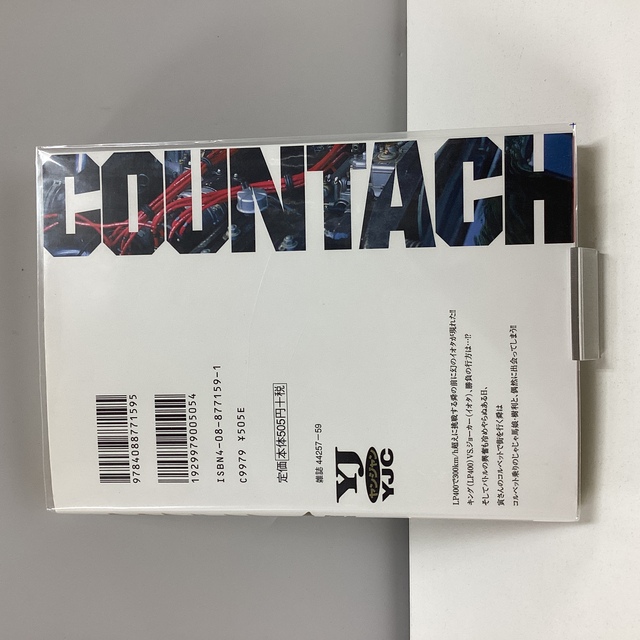 COUNTACH
LP400で300km/h超えに挑戦する舜の前に幻のイオタが現れた!!
キング(LP400)VS.ジョーカー(イオタ)、勝負の行方は…!?
そしてバトルの興奮も冷めやらぬある日、
寅さんのコルベットで街を行く舜は
コルベット乗りのじゃじゃ馬娘・樹利と、偶然に出会ってしまう!!
YJ
ヤンジャン
YJC
雑誌 44257-59
定価 本体505円+税
C9979 ¥505E
ISBN4-08-877159-1
1929979005054
9784088771595